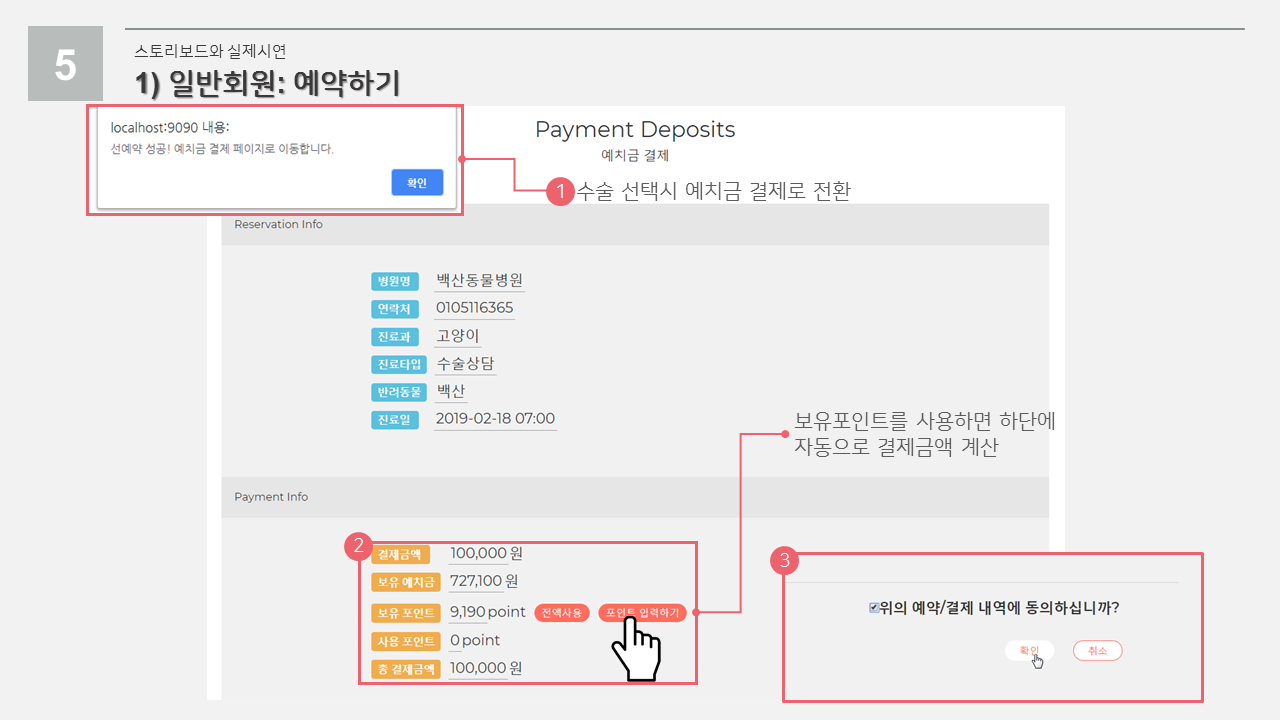 5
스토리보드와 실제시연
1) 일반회원: 예약하기
localhost:9090 내용:
선예약 성공! 예치금 결제 페이지로 이동합니다.
확인
Payment Deposits
예치금 결제
1 수술 선택시 예치금 결제로 전환
Reservation Info
병원명 백산동물병원
연락처 0105116365
진료과 고양이
진료타입 수술상담
반려동물 백산
진료일 2019-02-18 07:00
보유포인트를 사용하면 하단에
자동으로 결제금액 계산
Payment Info
2
결제금액 100,000 원
보유 예치금 727,100 원
보유 포인트 9,190 point 전액사용 포인트 입력하기
사용 포인트 0 point
총 결제금액 100,000 원
3
위의 예약/결제 내역에 동의하십니까?
확인 취소